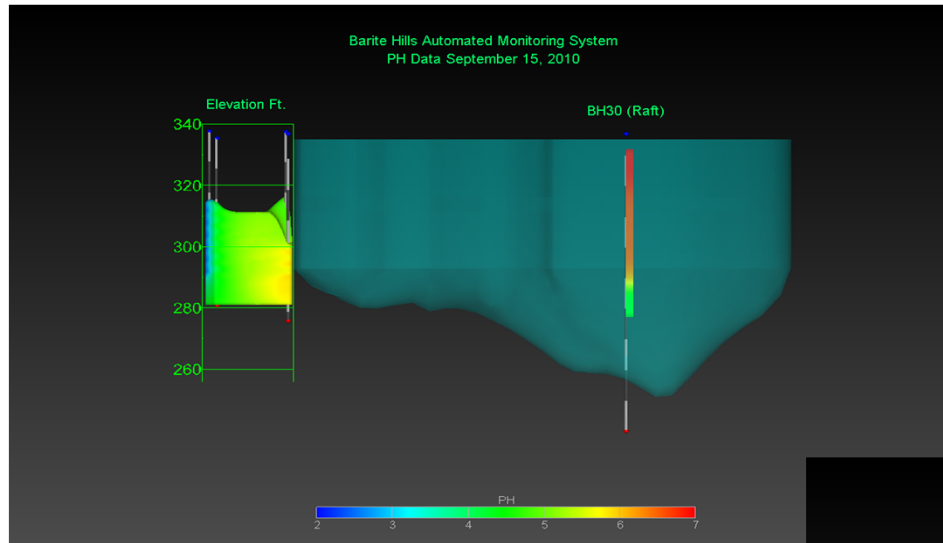 Barite Hills Automated Monitoring System
PH Data September 15, 2010
Elevation Ft.
BH30 (Raft)
340
320
300
280
260
PH
2 3 4 5 6 7